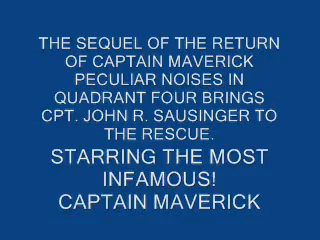 THE SEQUEL OF THE RETURN
OF CAPTAIN MAVERICK
PECULIAR NOISES IN
QUADRANT FOUR BRINGS
CPT. JOHN R. SAUSINGER TO
THE RESCUE.
STARRING THE MOST
INFAMOUS!
CAPTAIN MAVERICK